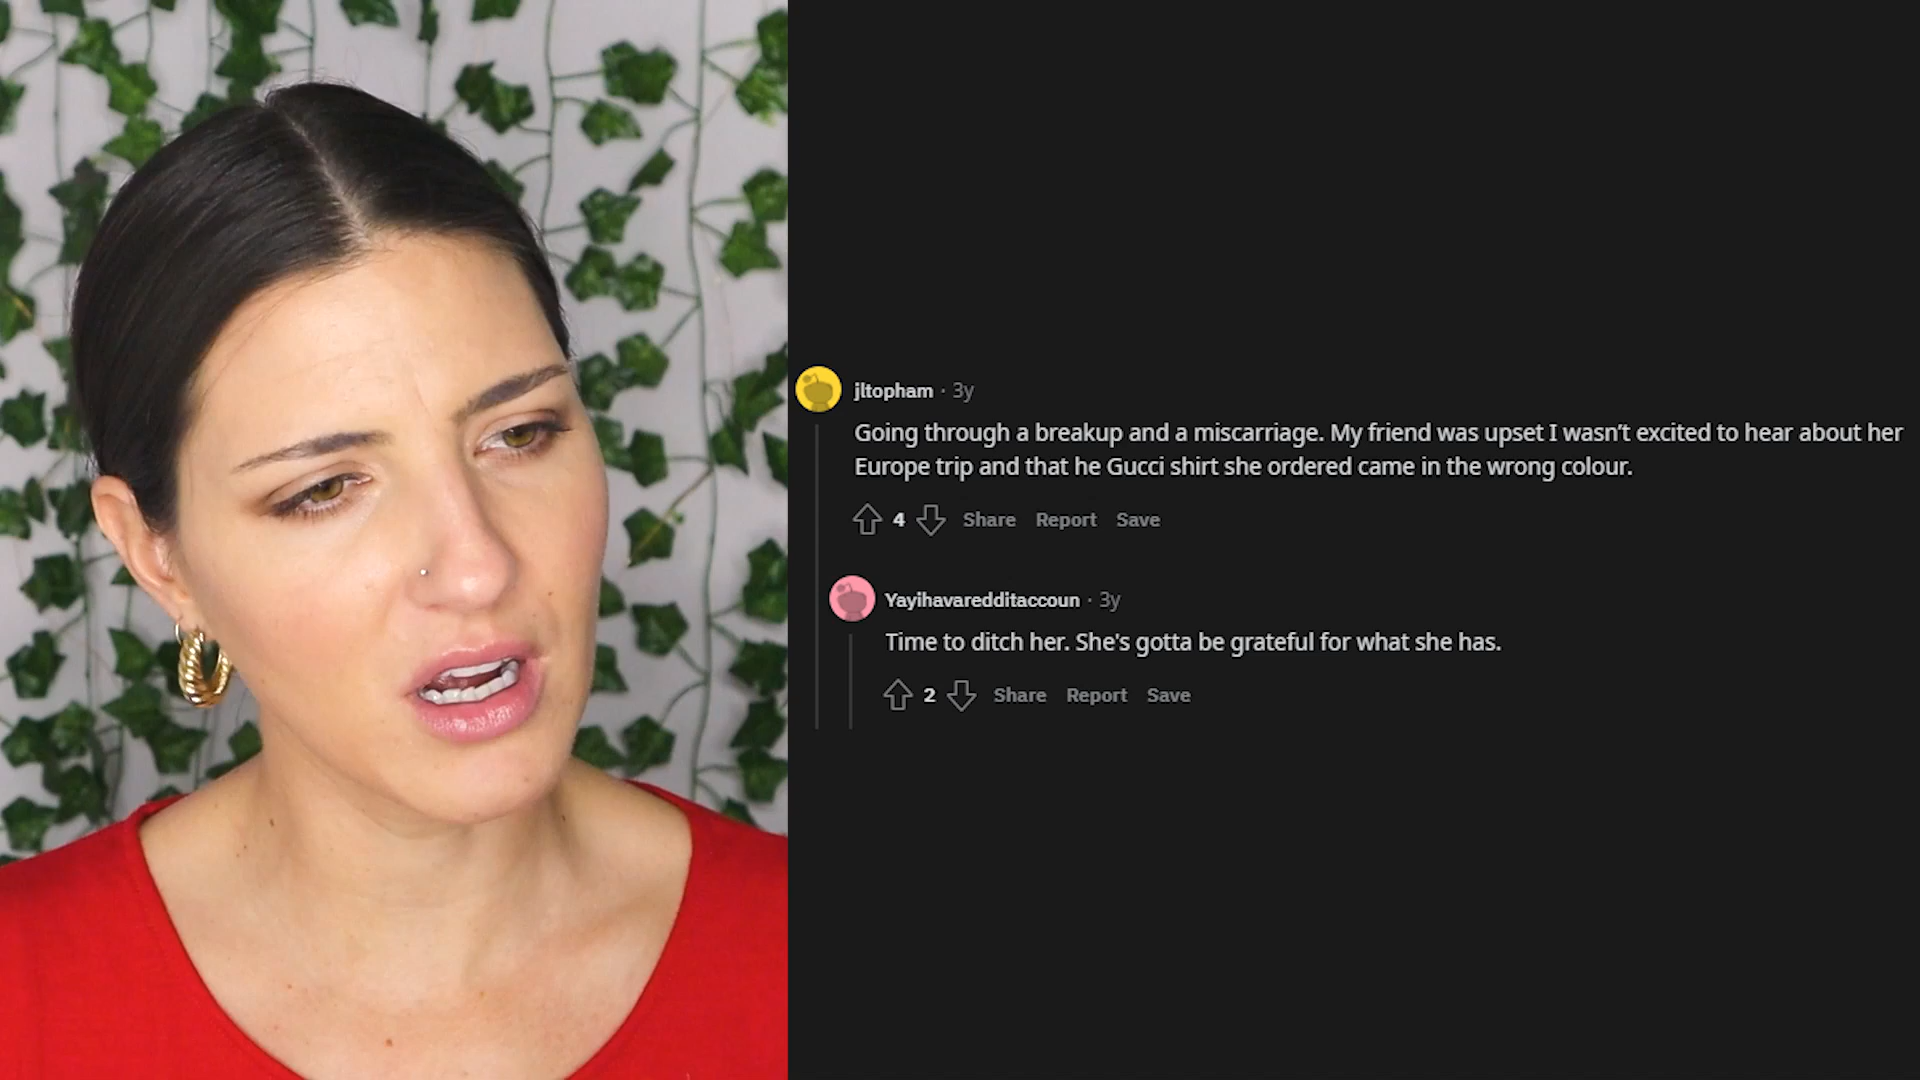 jltopham · 3y
Going through a breakup and a miscarriage. My friend was upset I wasn't excited to hear about her
Europe trip and that he Gucci shirt she ordered came in the wrong colour.
4 Share Report Save
Yayihavaredditaccoun · 3y
Time to ditch her. She's gotta be grateful for what she has.
2 Share Report Save